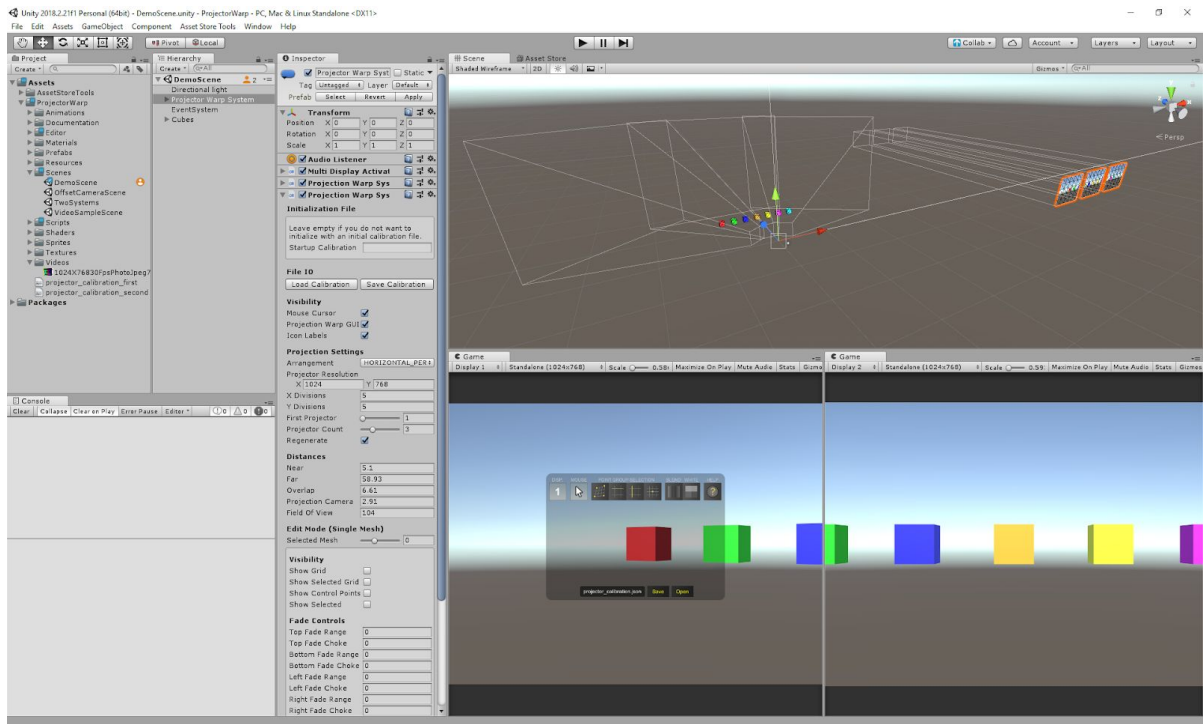 Unity 2018.2.21f1 Personal (64bit) - DemoScene.unity - ProjectorWarp - PC, Mac & Linux Standalone <DX11>
File Edit Assets GameObject Component Asset Store Tools Window Help
Pivot Local
Collab Account Layers Layout
Project
Create
Assets
AssetStoreTools
ProjectorWarp
Animations
Documentation
Editor
Materials
Prefabs
Resources
Scenes
DemoScene
OffsetCameraScene
TwoSystems
VideoSampleScene
Scripts
Shaders
Sprites
Textures
Videos
1024X76830FpsPhotoJpeg7
projector_calibration_first
projector_calibration_second
Packages
Hierarchy
Create All
DemoScene 2
Directional light
Projector Warp System
EventSystem
Cubes
Console
Clear Collapse Clear on Play Error Pause Editor 0 0 0
Inspector
Projector Warp Syst Static
Tag Untagged Layer Default
Prefab Select Revert Apply
Transform
Position X 0 Y 0 Z 0
Rotation X 0 Y 0 Z 0
Scale X 1 Y 1 Z 1
Audio Listener
Multi Display Activat
Projection Warp Sys
Projection Warp Sys
Initialization File
Leave empty if you do not want to
initialize with an initial calibration file.
Startup Calibration
File IO
Load Calibration Save Calibration
Visibility
Mouse Cursor
Projection Warp GUI
Icon Labels
Projection Settings
Arrangement HORIZONTAL_PER
Projector Resolution
X 1024 Y 768
X Divisions 5
Y Divisions 5
First Projector 1
Projector Count 3
Regenerate
Distances
Near 5.1
Far 58.93
Overlap 6.61
Projection Camera 2.91
Field Of View 104
Edit Mode (Single Mesh)
Selected Mesh 0
Visibility
Show Grid
Show Selected Grid
Show Control Points
Show Selected
Fade Controls
Top Fade Range 0
Top Fade Choke 0
Bottom Fade Range 0
Bottom Fade Choke 0
Left Fade Range 0
Left Fade Choke 0
Right Fade Range 0
Right Fade Choke 0
Scene Asset Store
Shaded Wireframe 2D Gizmos All
y
Persp
Game
Display 1 Standalone (1024x768) Scale 0.58 Maximize On Play Mute Audio Stats Gizmo
1
projector_calibration.json Save Open
Game
Display 2 Standalone (1024x768) Scale 0.59 Maximize On Play Mute Audio Stats Gizmos